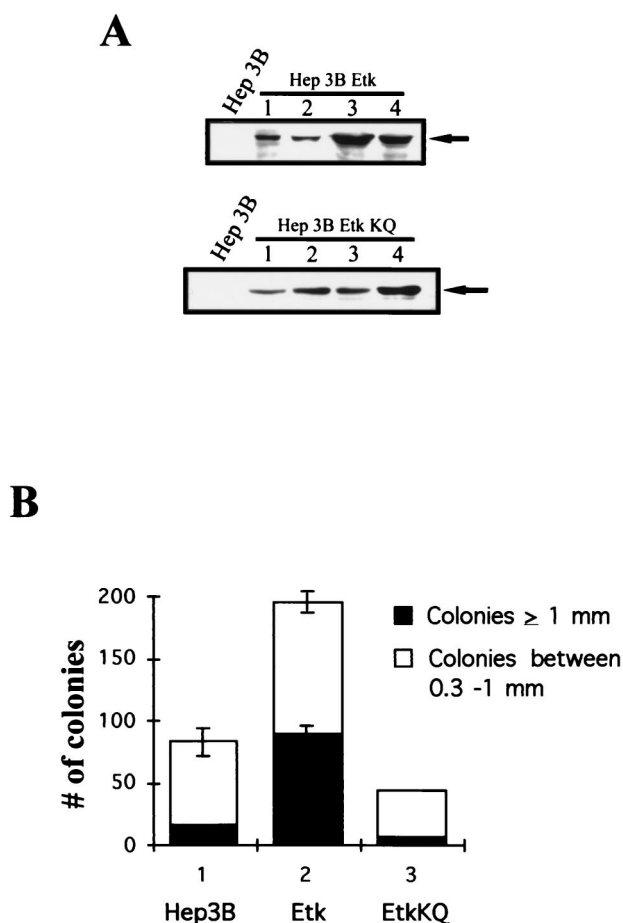 A
Hep 3B
Hep 3B Etk
1 2 3 4
Hep 3B
Hep 3B Etk KQ
1 2 3 4
B
# of colonies
200
150
100
50
0
Colonies ≥ 1 mm
Colonies between
0.3 -1 mm
1 2 3
Hep3B Etk EtkKQ